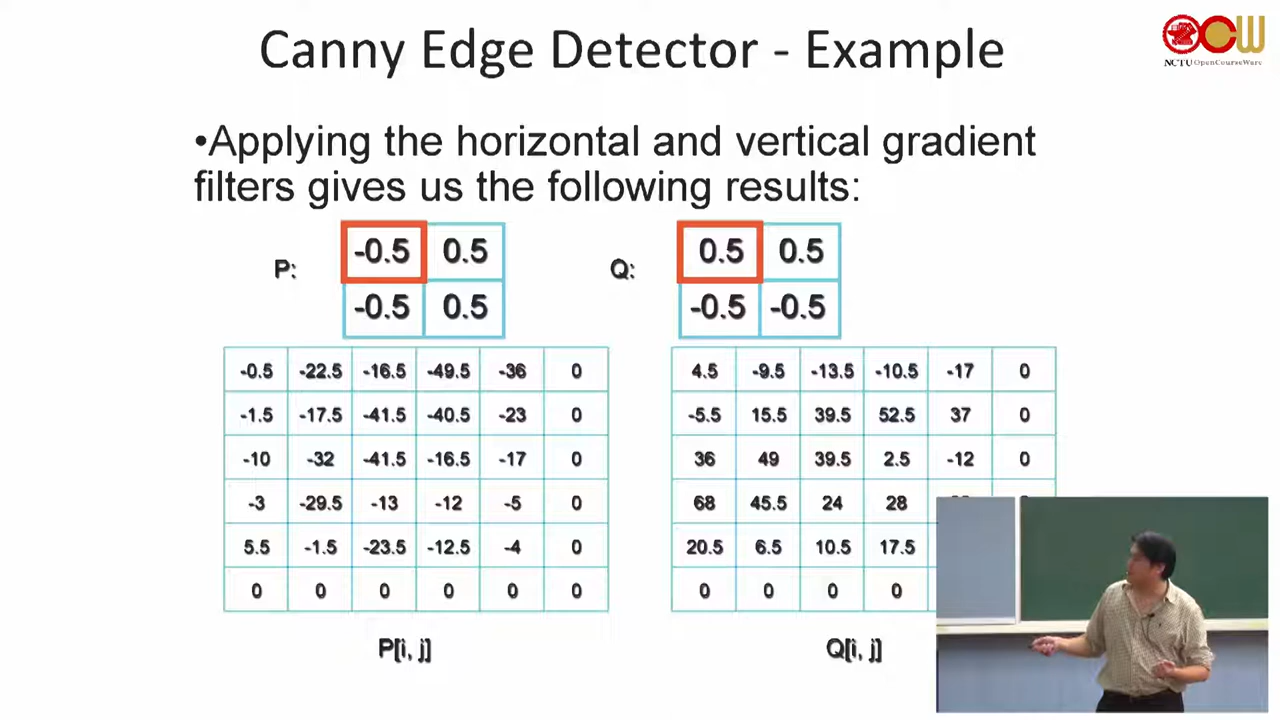 Canny Edge Detector - Example
OCW
NCTU OpenCourseWare
•Applying the horizontal and vertical gradient
filters gives us the following results:
P:
-0.5 0.5
-0.5 0.5
Q:
0.5 0.5
-0.5 -0.5
-0.5 -22.5 -16.5 -49.5 -36 0
-1.5 -17.5 -41.5 -40.5 -23 0
-10 -32 -41.5 -16.5 -17 0
-3 -29.5 -13 -12 -5 0
5.5 -1.5 -23.5 -12.5 -4 0
0 0 0 0 0 0
P[i, j]
4.5 -9.5 -13.5 -10.5 -17 0
-5.5 15.5 39.5 52.5 37 0
36 49 39.5 2.5 -12 0
68 45.5 24 28
20.5 6.5 10.5 17.5
0 0 0 0
Q[i, j]